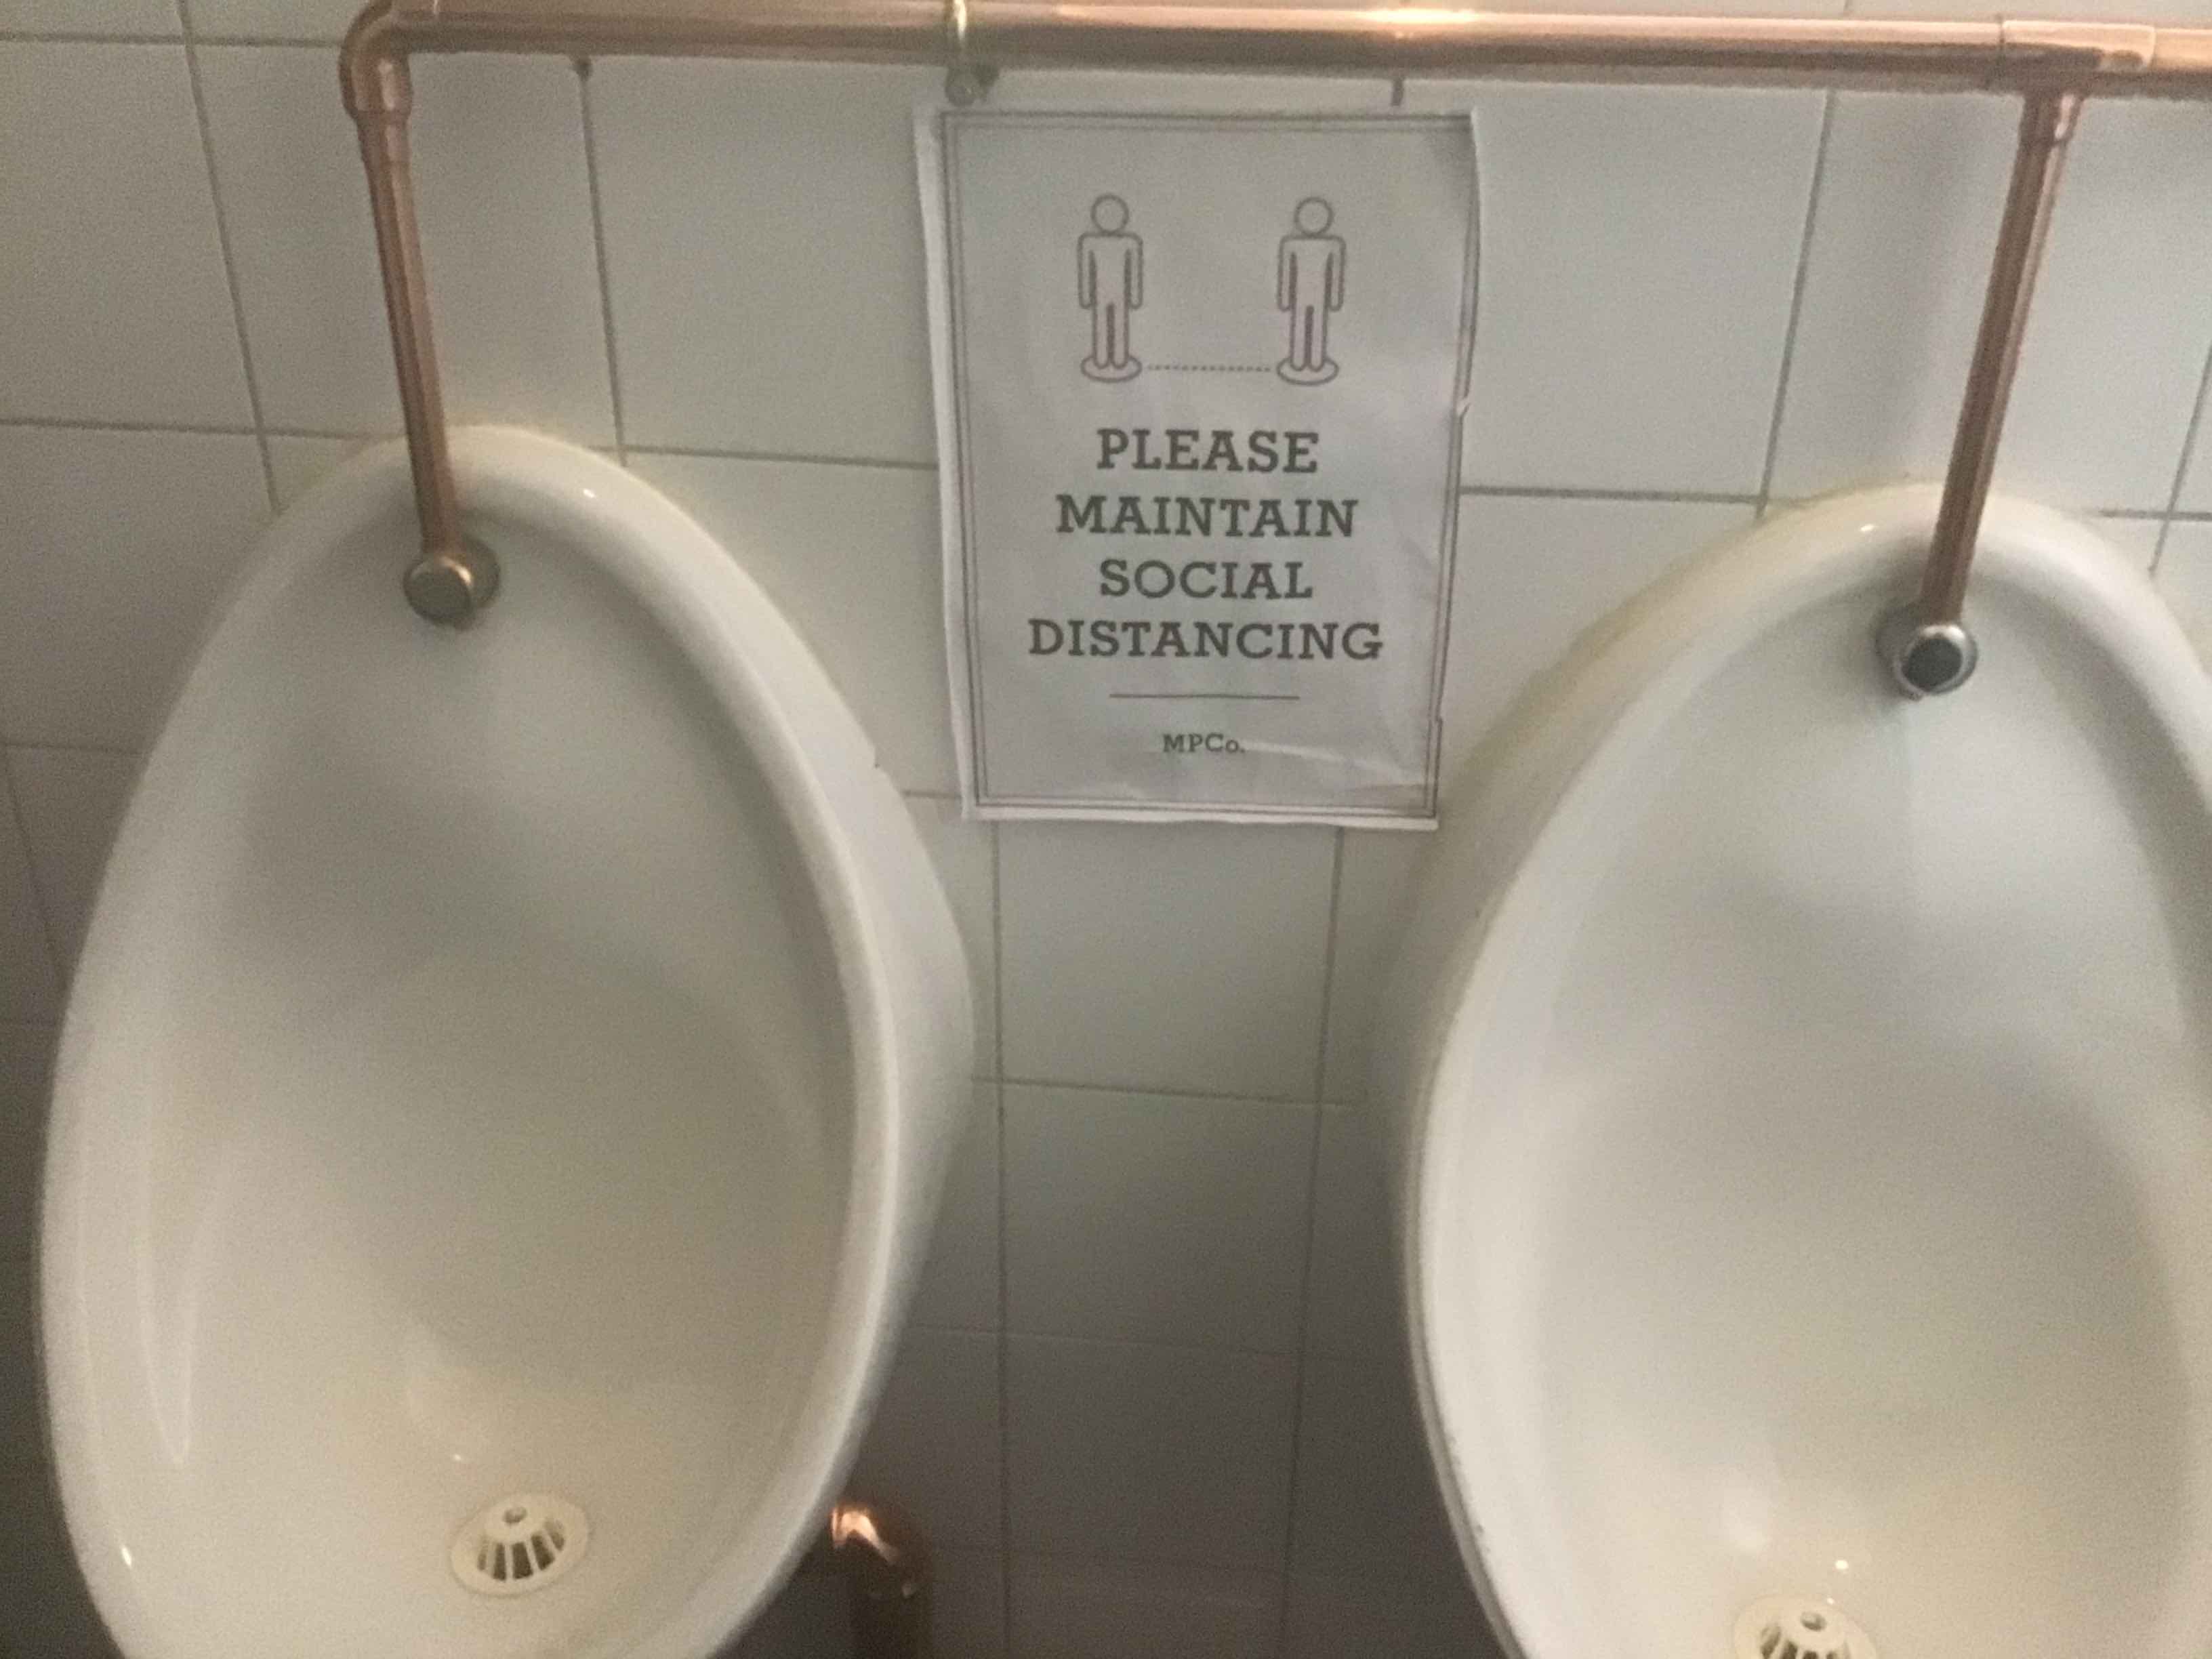 PLEASE
MAINTAIN
SOCIAL
DISTANCING
MPCo.